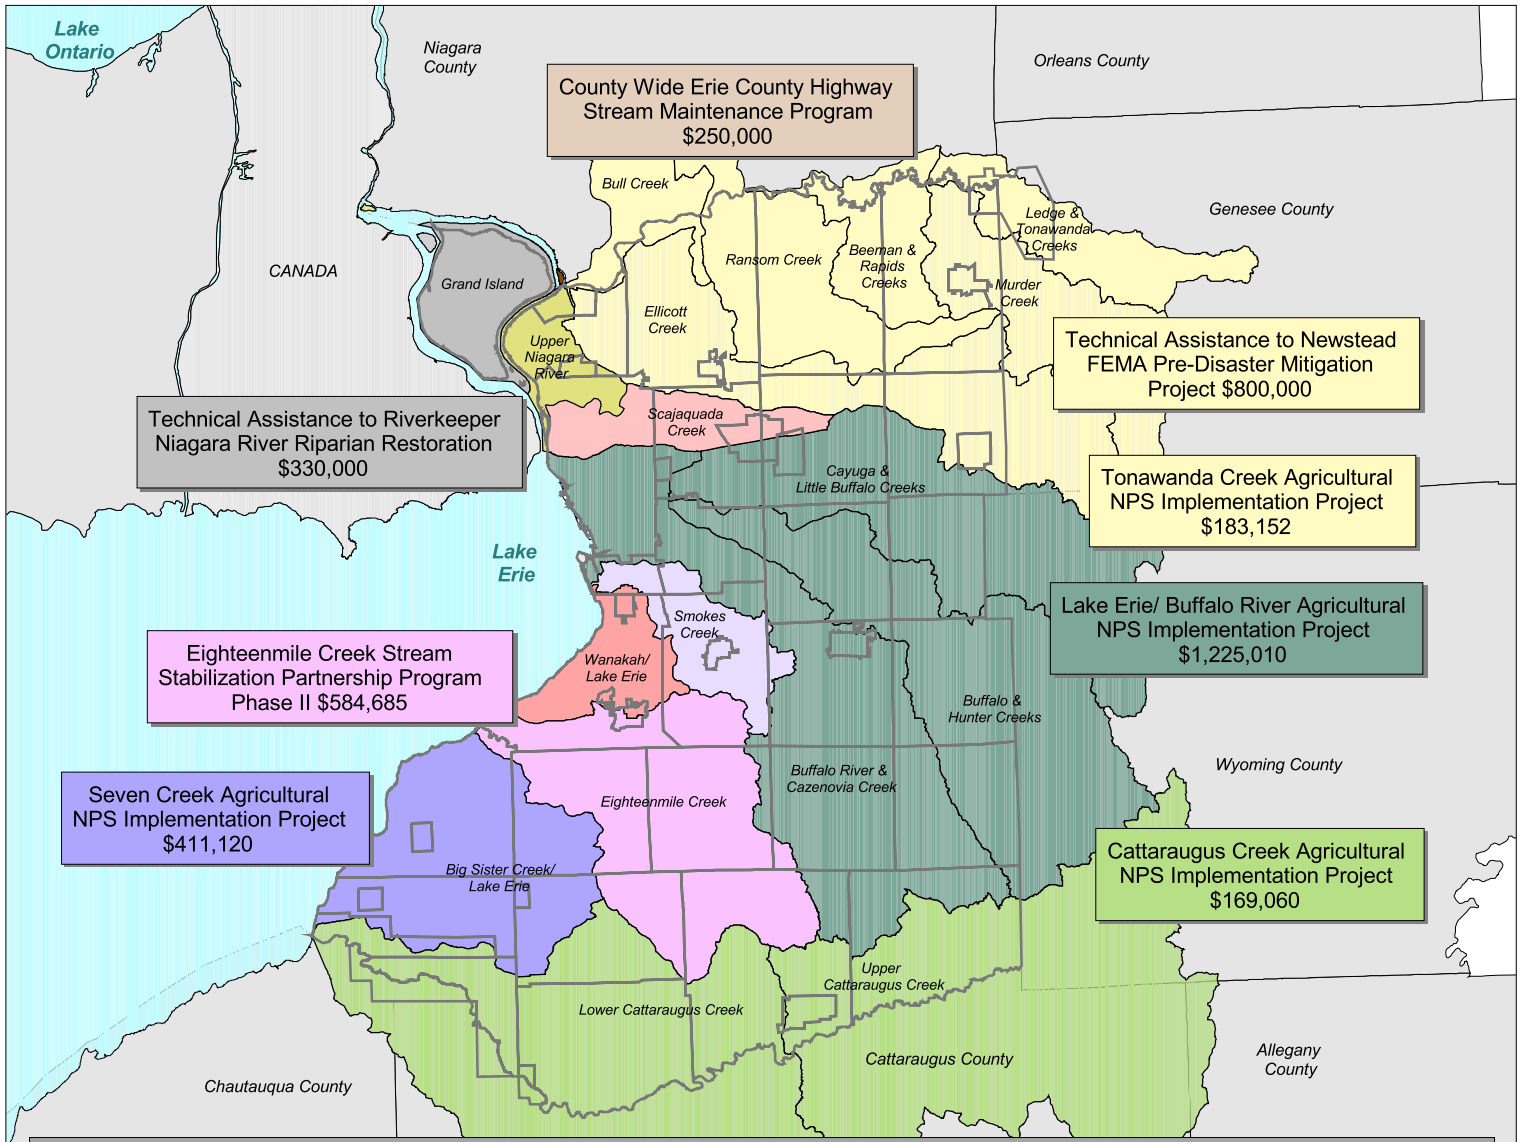 Lake
Ontario
Niagara
County
Orleans County
County Wide Erie County Highway
Stream Maintenance Program
$250,000
Bull Creek
Genesee County
Ledge &
Tonawanda
Creeks
CANADA
Grand Island
Ransom Creek
Beeman &
Rapids
Creeks
Murder
Creek
Ellicott
Creek
Upper
Niagara
River
Technical Assistance to Newstead
FEMA Pre-Disaster Mitigation
Project $800,000
Technical Assistance to Riverkeeper
Niagara River Riparian Restoration
$330,000
Scajaquada
Creek
Cayuga &
Little Buffalo Creeks
Tonawanda Creek Agricultural
NPS Implementation Project
$183,152
Lake
Erie
Lake Erie/ Buffalo River Agricultural
NPS Implementation Project
$1,225,010
Smokes
Creek
Eighteenmile Creek Stream
Stabilization Partnership Program
Phase II $584,685
Wanakah/
Lake Erie
Buffalo &
Hunter Creeks
Wyoming County
Buffalo River &
Cazenovia Creek
Seven Creek Agricultural
NPS Implementation Project
$411,120
Eighteenmile Creek
Big Sister Creek/
Lake Erie
Cattaraugus Creek Agricultural
NPS Implementation Project
$169,060
Upper
Cattaraugus Creek
Lower Cattaraugus Creek
Cattaraugus County
Allegany
County
Chautauqua County